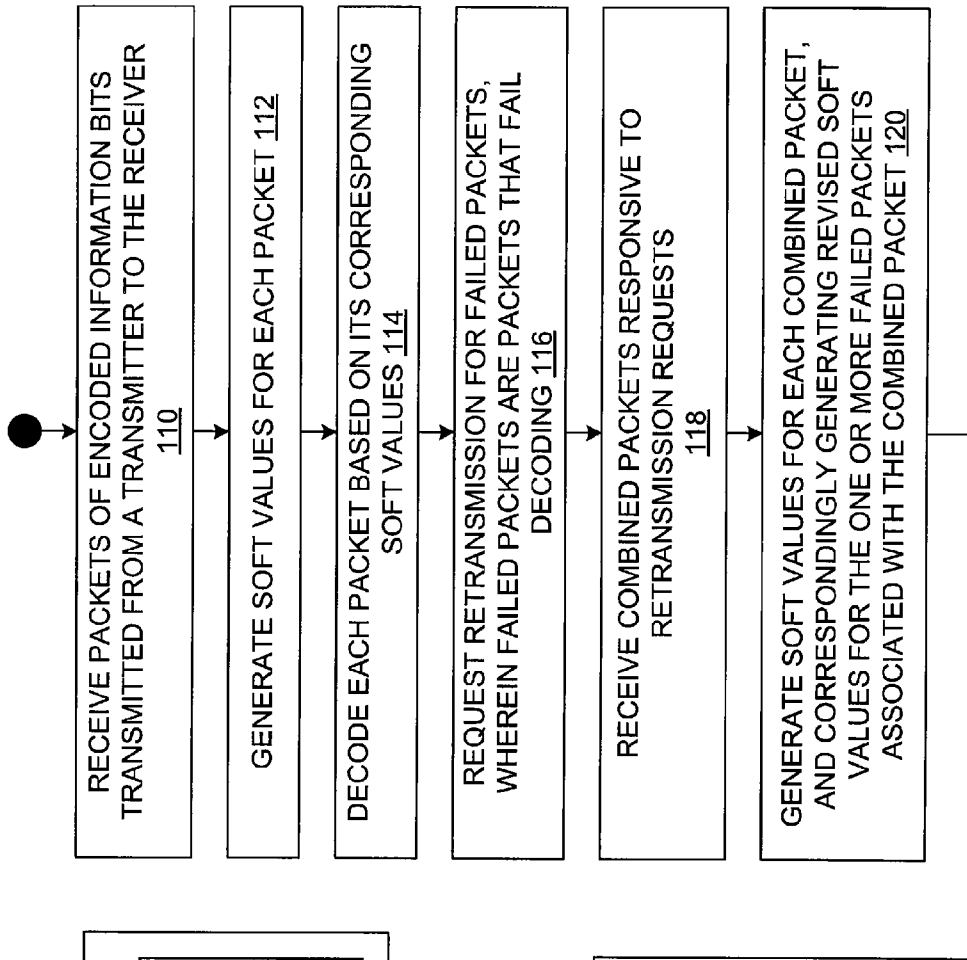 RECEIVE PACKETS OF ENCODED INFORMATION BITS
TRANSMITTED FROM A TRANSMITTER TO THE RECEIVER
110
GENERATE SOFT VALUES FOR EACH PACKET 112
DECODE EACH PACKET BASED ON ITS CORRESPONDING
SOFT VALUES 114
REQUEST RETRANSMISSION FOR FAILED PACKETS,
WHEREIN FAILED PACKETS ARE PACKETS THAT FAIL
DECODING 116
RECEIVE COMBINED PACKETS RESPONSIVE TO
RETRANSMISSION REQUESTS
118
GENERATE SOFT VALUES FOR EACH COMBINED PACKET,
AND CORRESPONDINGLY GENERATING REVISED SOFT
VALUES FOR THE ONE OR MORE FAILED PACKETS
ASSOCIATED WITH THE COMBINED PACKET 120